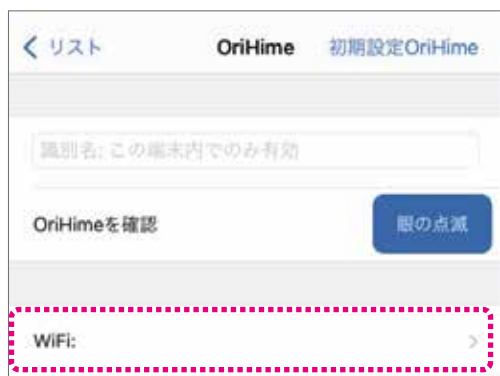 リスト
OriHime
初期設定OriHime
識別名: この端末内でのみ有効
OriHimeを確認
眼の点滅
WiFi: